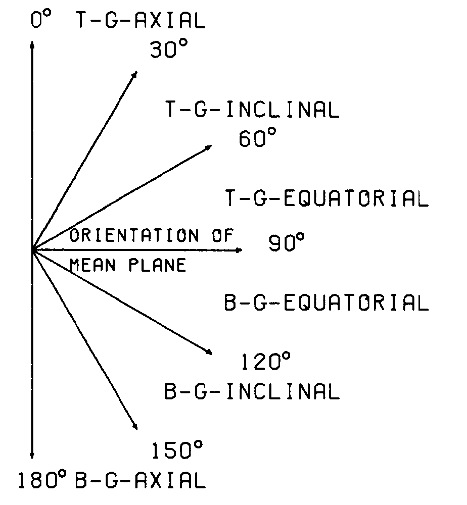 0° T-G-AXIAL
30°
T-G-INCLINAL
60°
T-G-EQUATORIAL
ORIENTATION OF
90°
MEAN PLANE
B-G-EQUATORIAL
120°
B-G-INCLINAL
150°
180° B-G-AXIAL